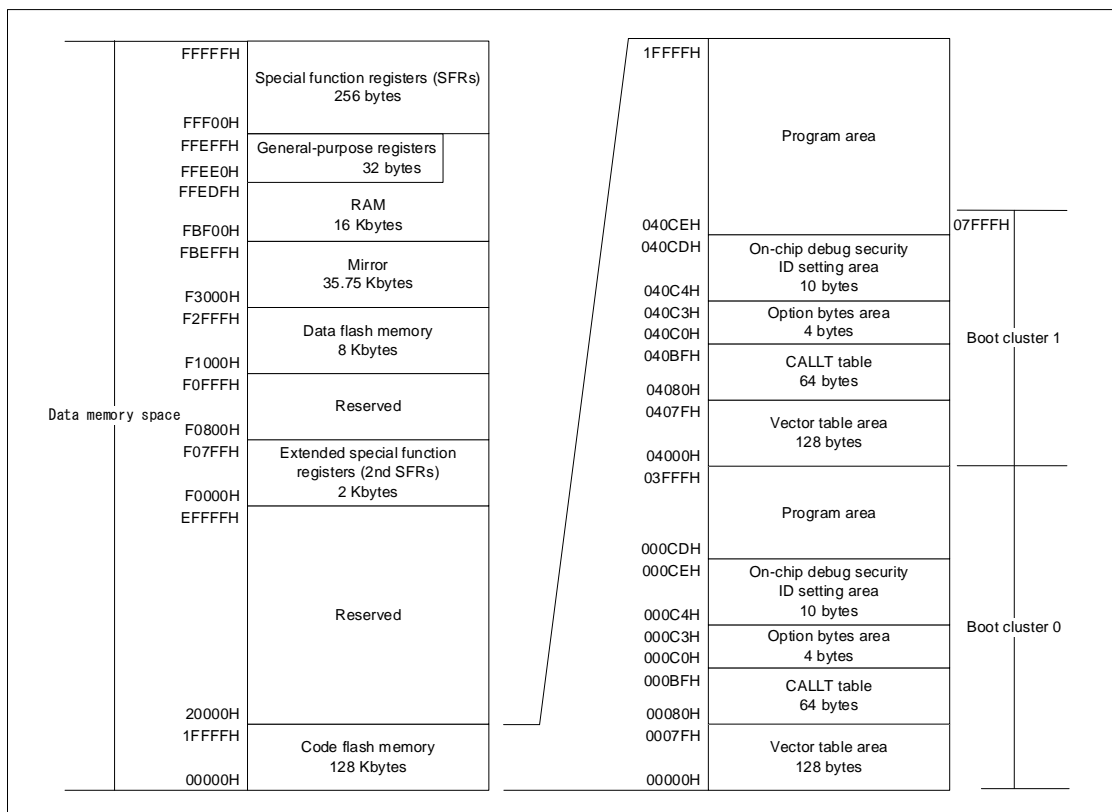 FFFFFH
Special function registers (SFRs)
256 bytes
FFF00H
FFEFFH
General-purpose registers
32 bytes
FFEE0H
FFEDFH
RAM
16 Kbytes
FBF00H
FBEFFH
Mirror
35.75 Kbytes
F3000H
F2FFFH
Data flash memory
8 Kbytes
F1000H
F0FFFH
Reserved
Data memory space
F0800H
F07FFH
Extended special function
registers (2nd SFRs)
2 Kbytes
F0000H
EFFFFH
Reserved
20000H
1FFFFH
Code flash memory
128 Kbytes
00000H
1FFFFH
Program area
040CEH
07FFFH
040CDH
On-chip debug security
ID setting area
10 bytes
040C4H
040C3H
Option bytes area
4 bytes
040C0H
Boot cluster 1
040BFH
CALLT table
64 bytes
04080H
0407FH
Vector table area
128 bytes
04000H
03FFFH
Program area
000CDH
000CEH
On-chip debug security
ID setting area
10 bytes
000C4H
000C3H
Option bytes area
4 bytes
000C0H
Boot cluster 0
000BFH
CALLT table
64 bytes
00080H
0007FH
Vector table area
128 bytes
00000H